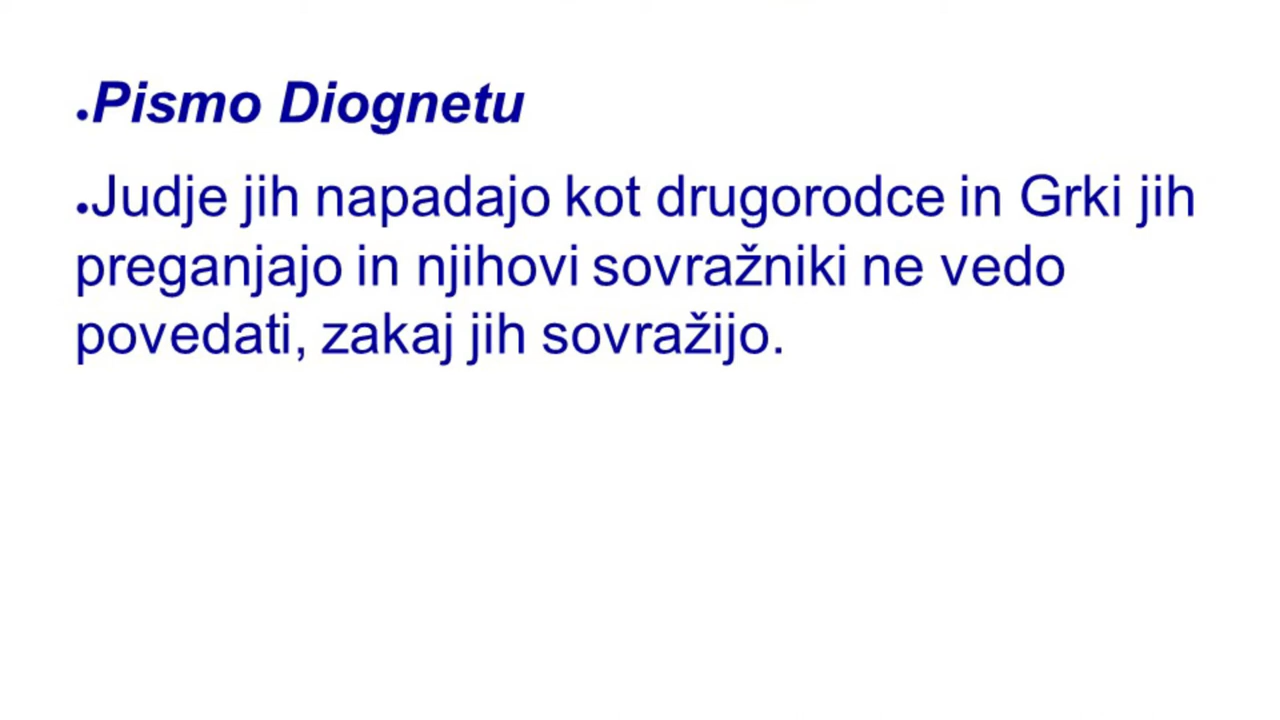 ●Pismo Diognetu
●Judje jih napadajo kot drugorodce in Grki jih
preganjajo in njihovi sovražniki ne vedo
povedati, zakaj jih sovražijo.